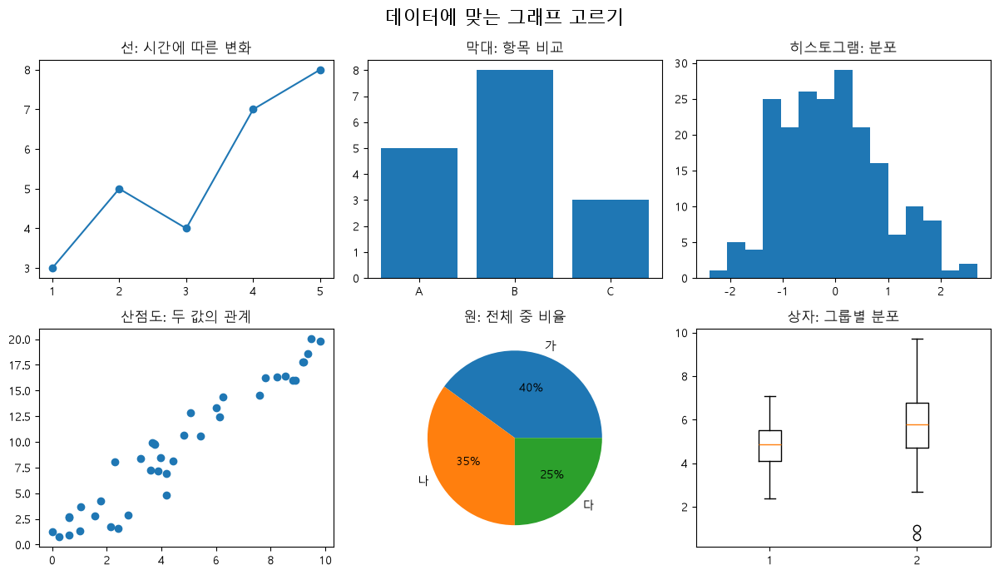 데이터에 맞는 그래프 고르기
선: 시간에 따른 변화
8
7
6
5
4
3
1 2 3 4 5
막대: 항목 비교
8
7
6
5
4
3
2
1
0
A B C
히스토그램: 분포
30
25
20
15
10
5
0
-2 -1 0 1 2
산점도: 두 값의 관계
20.0
17.5
15.0
12.5
10.0
7.5
5.0
2.5
0.0
0 2 4 6 8 10
원: 전체 중 비율
가
40%
35%
나
25%
다
상자: 그룹별 분포
10
8
6
4
2
1 2